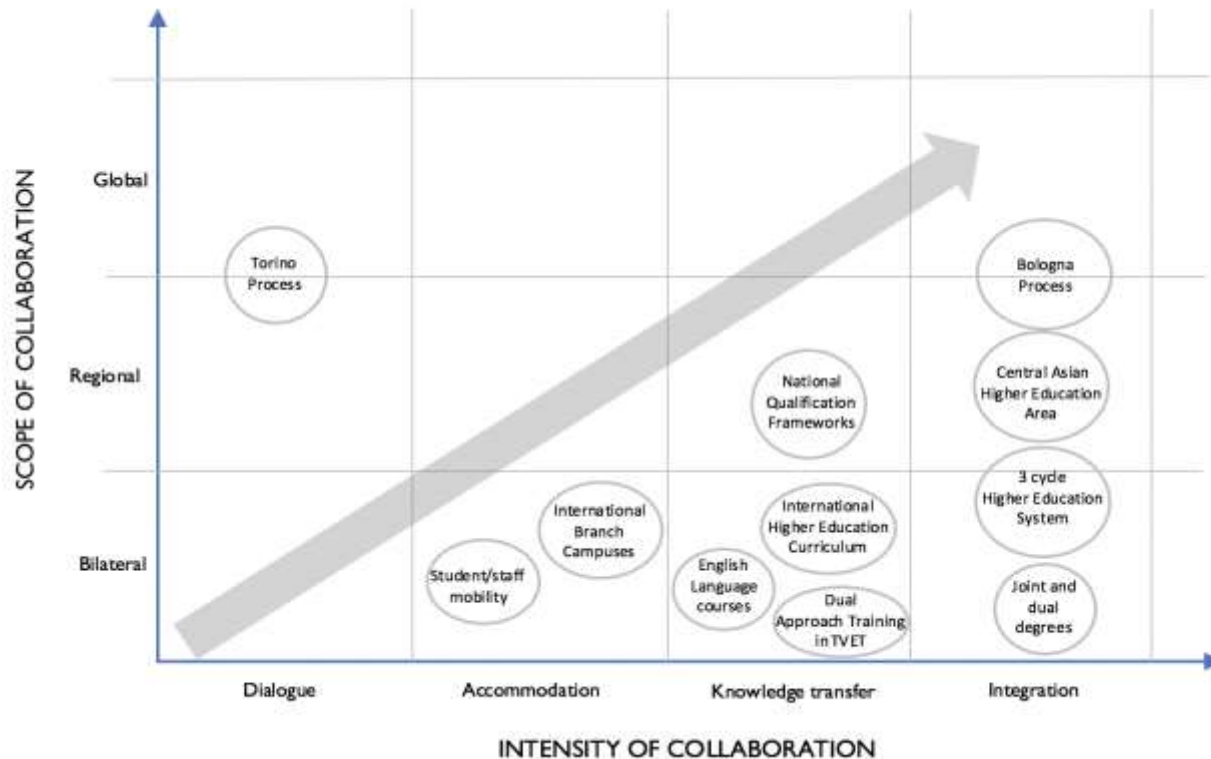 SCOPE OF COLLABORATION
Global
Regional
Bilateral
Torino
Process
Bologna
Process
National
Qualification
Frameworks
Central Asian
Higher Education
Area
3 cycle
Higher Education
System
International
Branch
Campuses
International
Higher Education
Curriculum
Student/staff
mobility
English
Language
courses
Dual
Approach Training
in TVET
Joint and
dual
degrees
Dialogue
Accommodation
Knowledge transfer
Integration
INTENSITY OF COLLABORATION